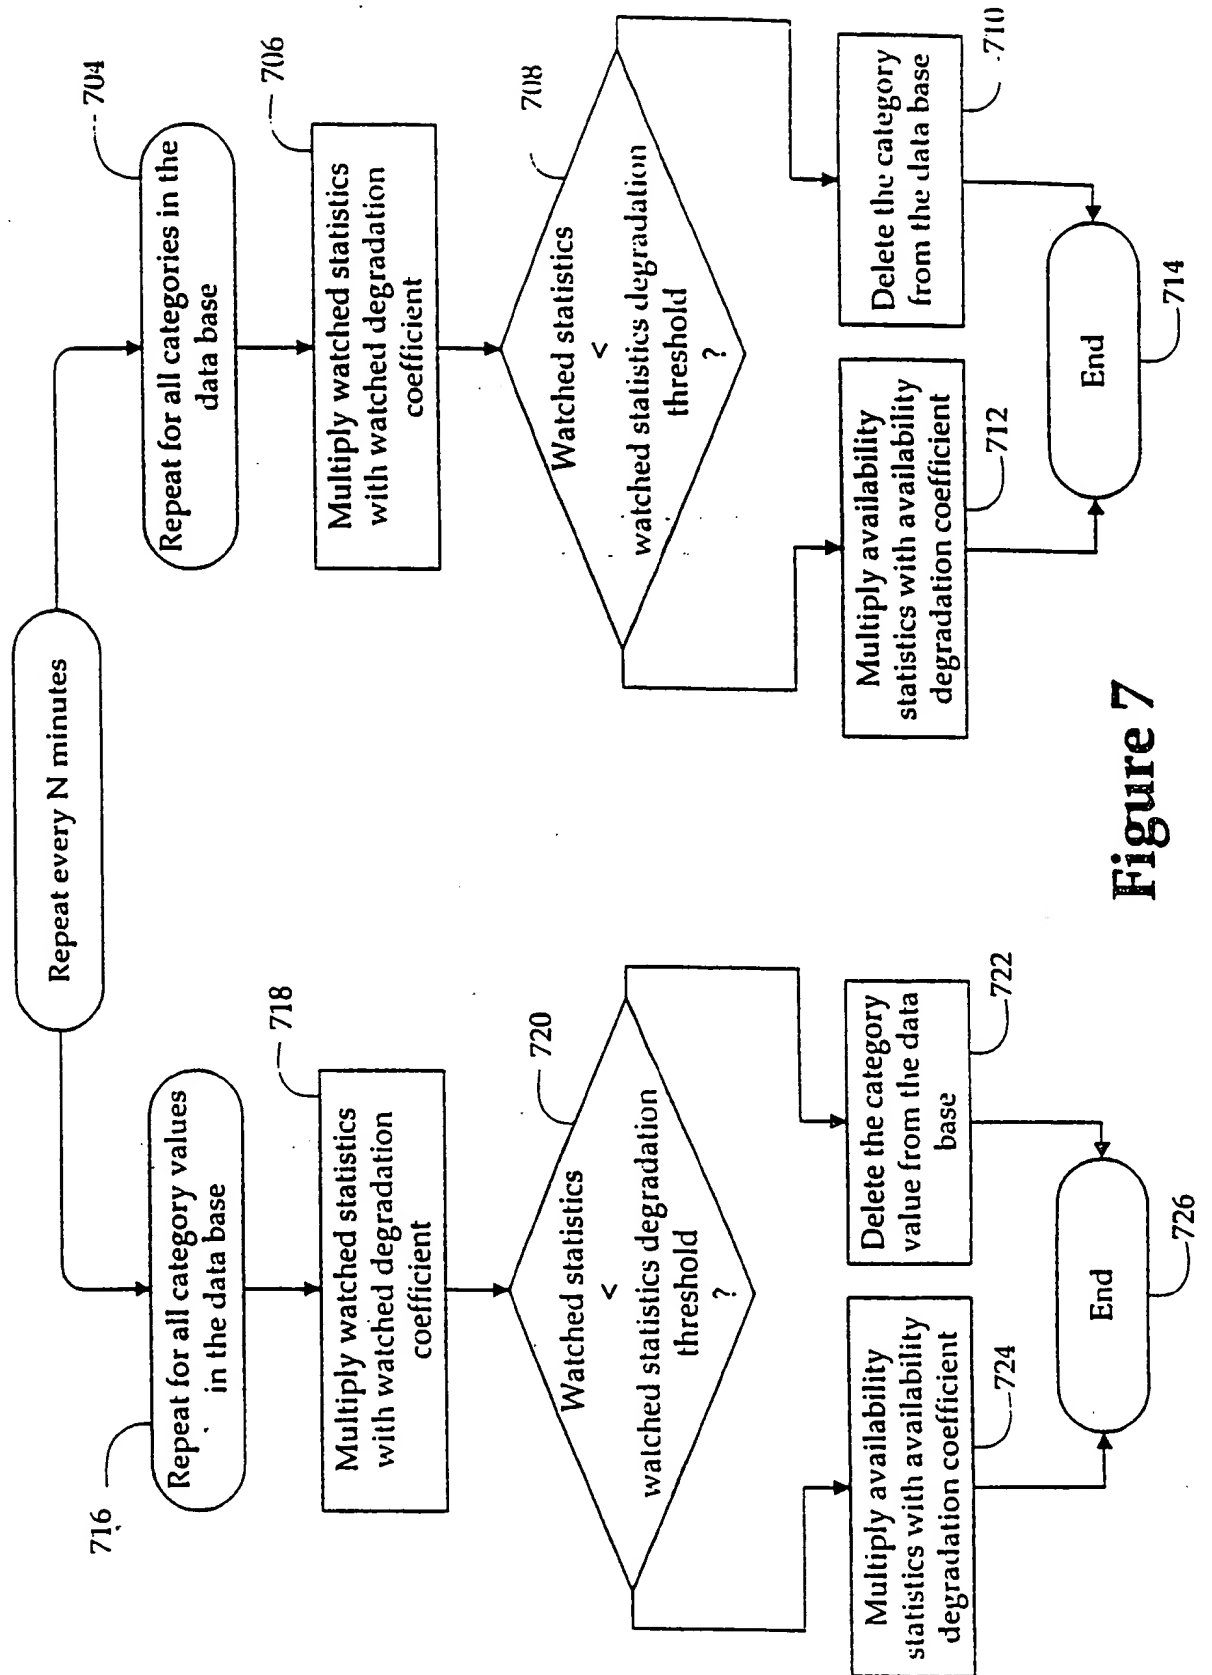 Repeat every N minutes
716
Repeat for all category values
in the data base
718
Multiply watched statistics
with watched degradation
coefficient
720
Watched statistics
<
watched statistics degradation
threshold
?
Multiply availability
statistics with availability
degradation coefficient
724
Delete the category
value from the data
base
722
End
726
704
Repeat for all categories in the
data base
706
Multiply watched statistics
with watched degradation
coefficient
708
Watched statistics
<
watched statistics degradation
threshold
?
Multiply availability
statistics with availability
degradation coefficient
712
Delete the category
from the data base
710
End
714
Figure 7